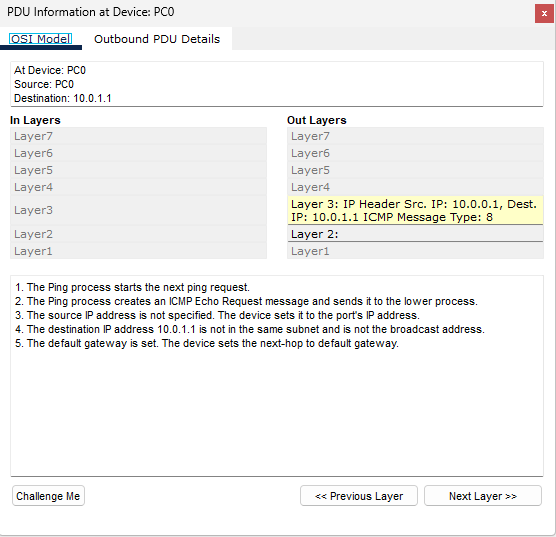 PDU Information at Device: PC0
x
OSI Model Outbound PDU Details
At Device: PC0
Source: PC0
Destination: 10.0.1.1
In Layers
Layer7
Layer6
Layer5
Layer4
Layer3
Layer2
Layer1
Out Layers
Layer7
Layer6
Layer5
Layer4
Layer 3: IP Header Src. IP: 10.0.0.1, Dest.
IP: 10.0.1.1 ICMP Message Type: 8
Layer 2:
Layer1
1. The Ping process starts the next ping request.
2. The Ping process creates an ICMP Echo Request message and sends it to the lower process.
3. The source IP address is not specified. The device sets it to the port's IP address.
4. The destination IP address 10.0.1.1 is not in the same subnet and is not the broadcast address.
5. The default gateway is set. The device sets the next-hop to default gateway.
Challenge Me << Previous Layer Next Layer >>